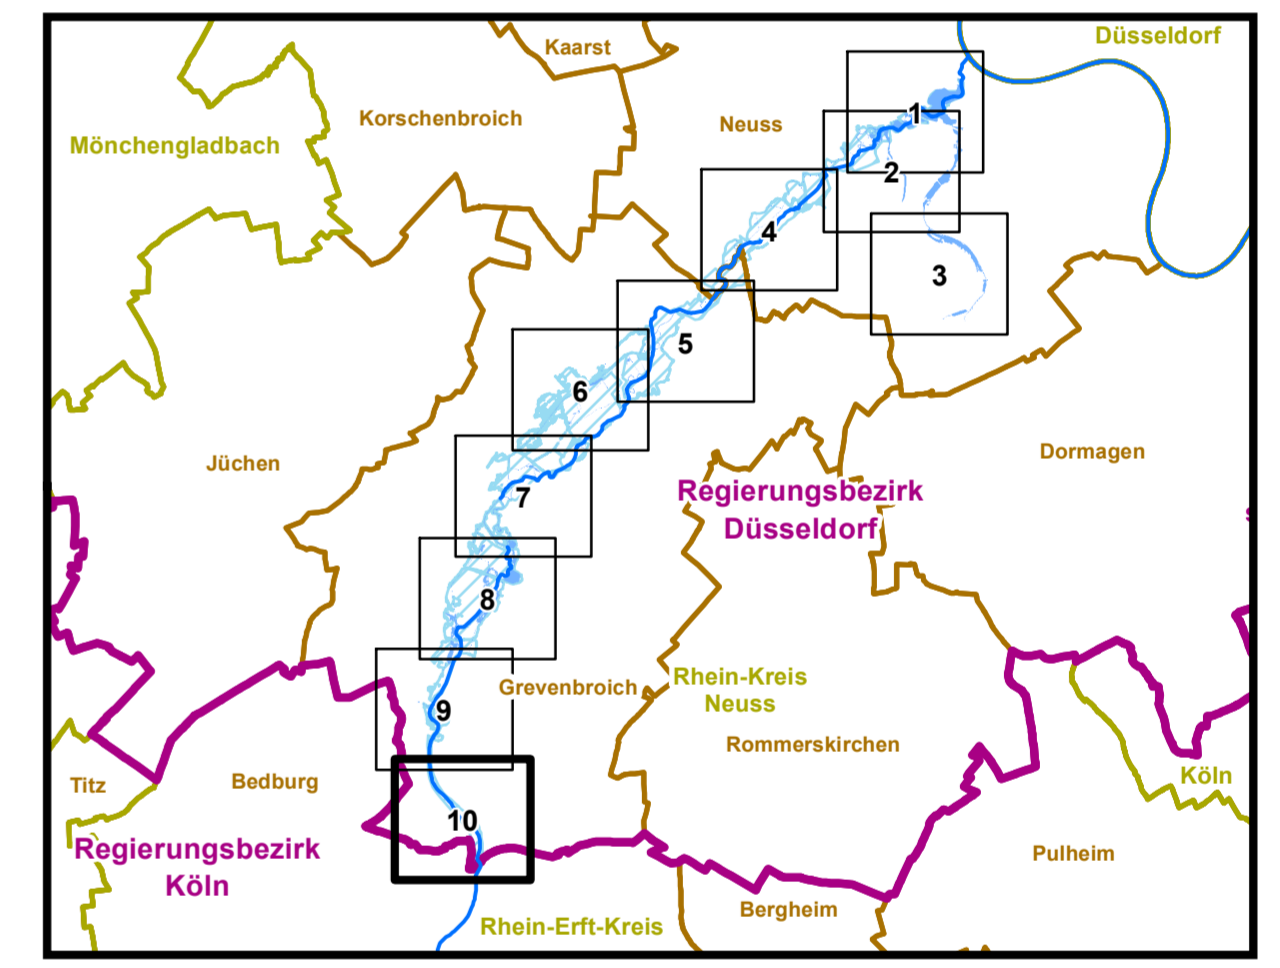 Düsseldorf
Kaarst
Korschenbroich
Neuss
Mönchengladbach
1
2
4
3
5
6
Dormagen
Jüchen
Regierungsbezirk
Düsseldorf
7
8
Rhein-Kreis
Neuss
Grevenbroich
9
Rommerskirchen
Köln
Titz
Bedburg
10
Regierungsbezirk
Köln
Pulheim
Bergheim
Rhein-Erft-Kreis